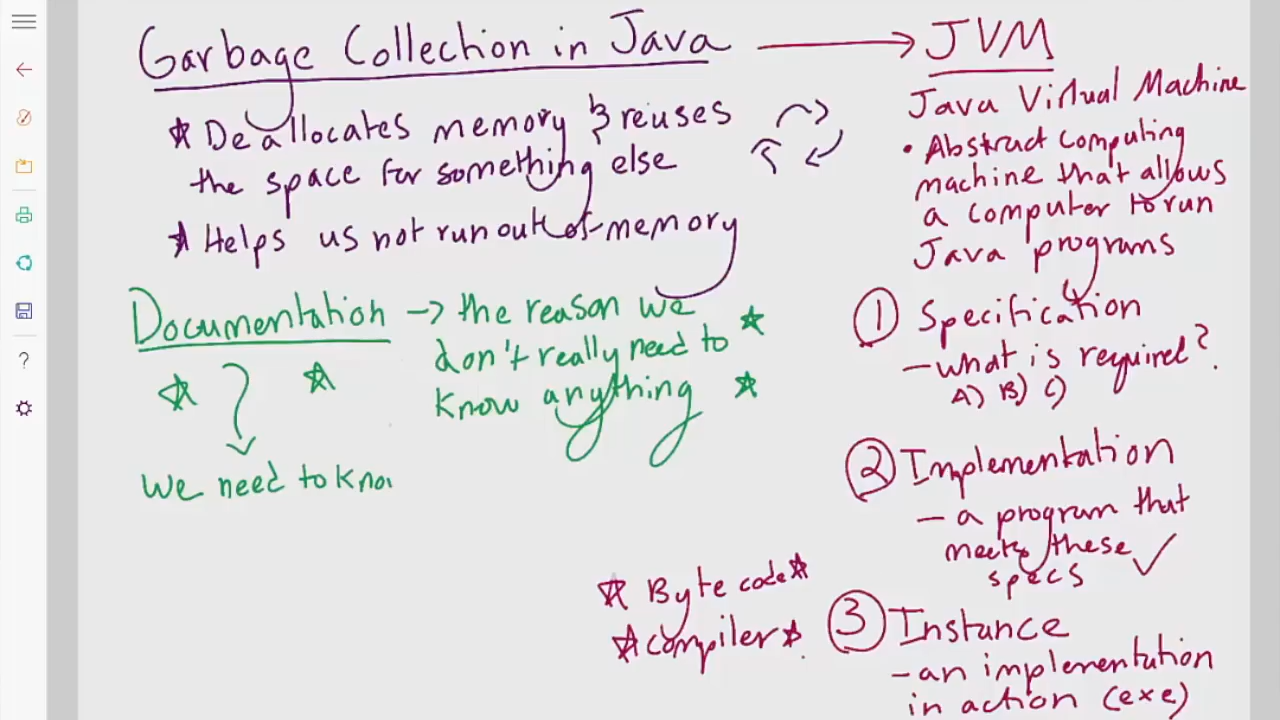 Garbage Collection in Java → JVM
Java Virtual Machine
★ Deallocates memory & reuses
the space for something else
★ Helps us not run out of memory
• Abstract computing
machine that allows
a computer to run
Java programs
Documentation → the reason we
don't really need to ★
know anything ★
★ ★
We need to know
① Specification
- what is required?
A) B) C)
② Implementation
- a program that
meets these ✓
specs
★ Byte code ★
★ compiler ★
③ Instance
- an implementation
in action (exe)
?